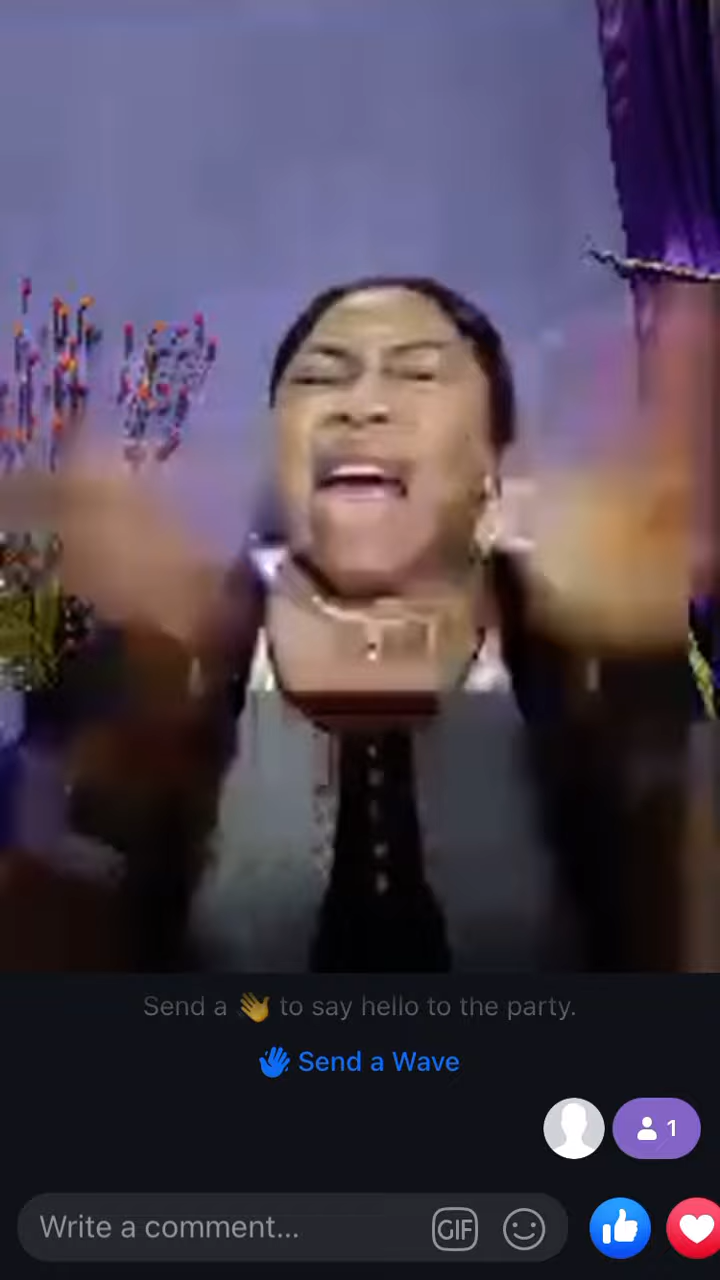 Send a 👋 to say hello to the party.
Send a Wave
1
Write a comment...
GIF